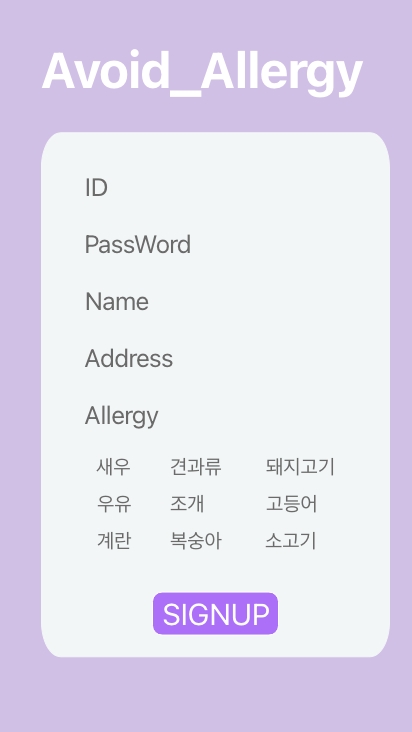 Avoid_Allergy
ID
PassWord
Name
Address
Allergy
새우 견과류 돼지고기
우유 조개 고등어
계란 복숭아 소고기
SIGNUP